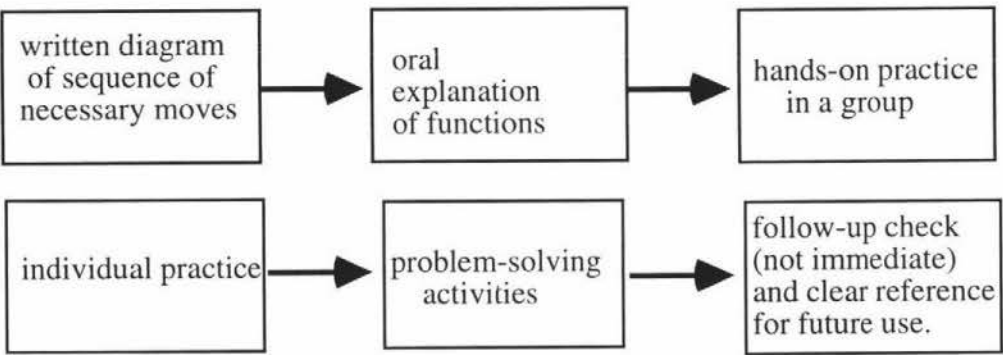 written diagram
of sequence of
necessary moves
oral
explanation
of functions
hands-on practice
in a group
individual practice
problem-solving
activities
follow-up check
(not immediate)
and clear reference
for future use.